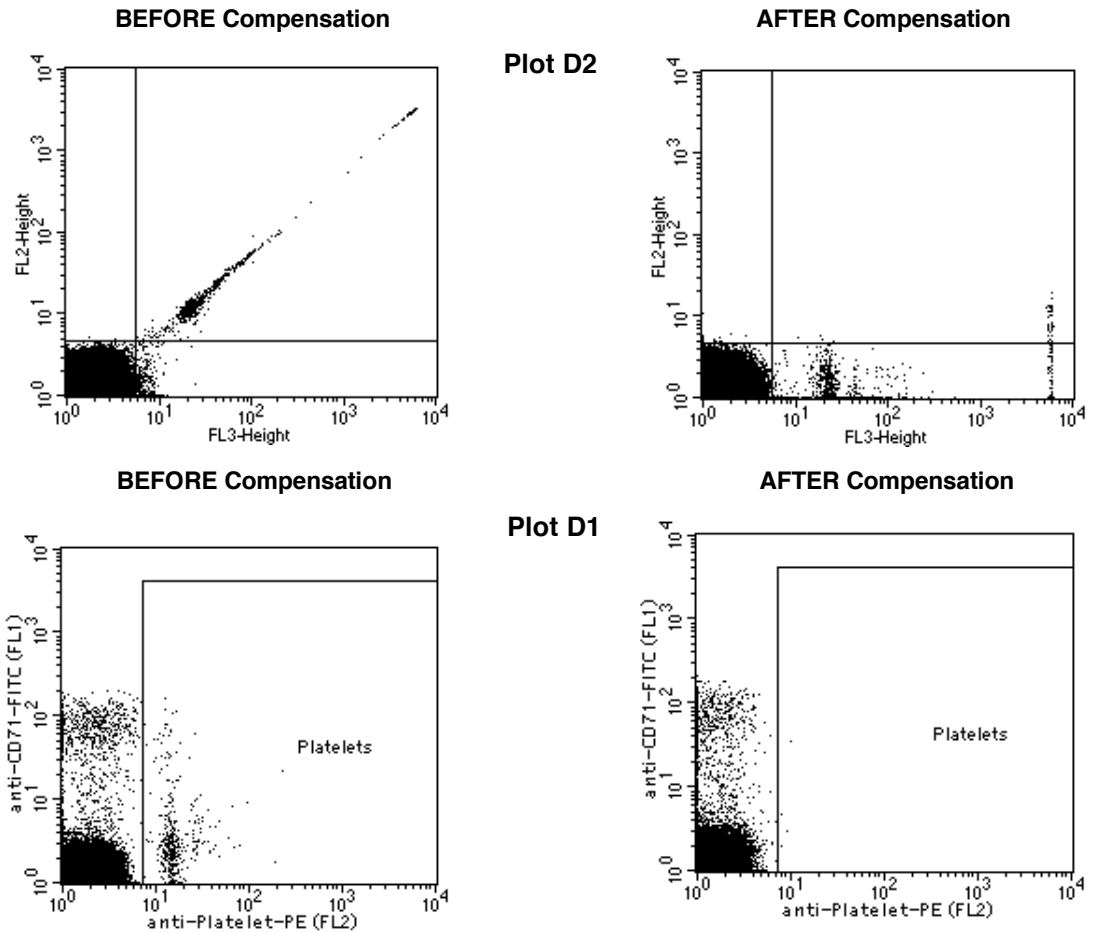 BEFORE Compensation
AFTER Compensation
Plot D2
10^4
10^3
10^2
10^1
10^0
FL2-Height
10^0 10^1 10^2 10^3 10^4
FL3-Height
10^4
10^3
10^2
10^1
10^0
FL2-Height
10^0 10^1 10^2 10^3 10^4
FL3-Height
BEFORE Compensation
AFTER Compensation
Plot D1
10^4
10^3
10^2
10^1
10^0
anti-CD71-FITC (FL1)
Platelets
10^0 10^1 10^2 10^3 10^4
anti-Platelet-PE (FL2)
10^4
10^3
10^2
10^1
10^0
anti-CD71-FITC (FL1)
Platelets
10^0 10^1 10^2 10^3 10^4
anti-Platelet-PE (FL2)